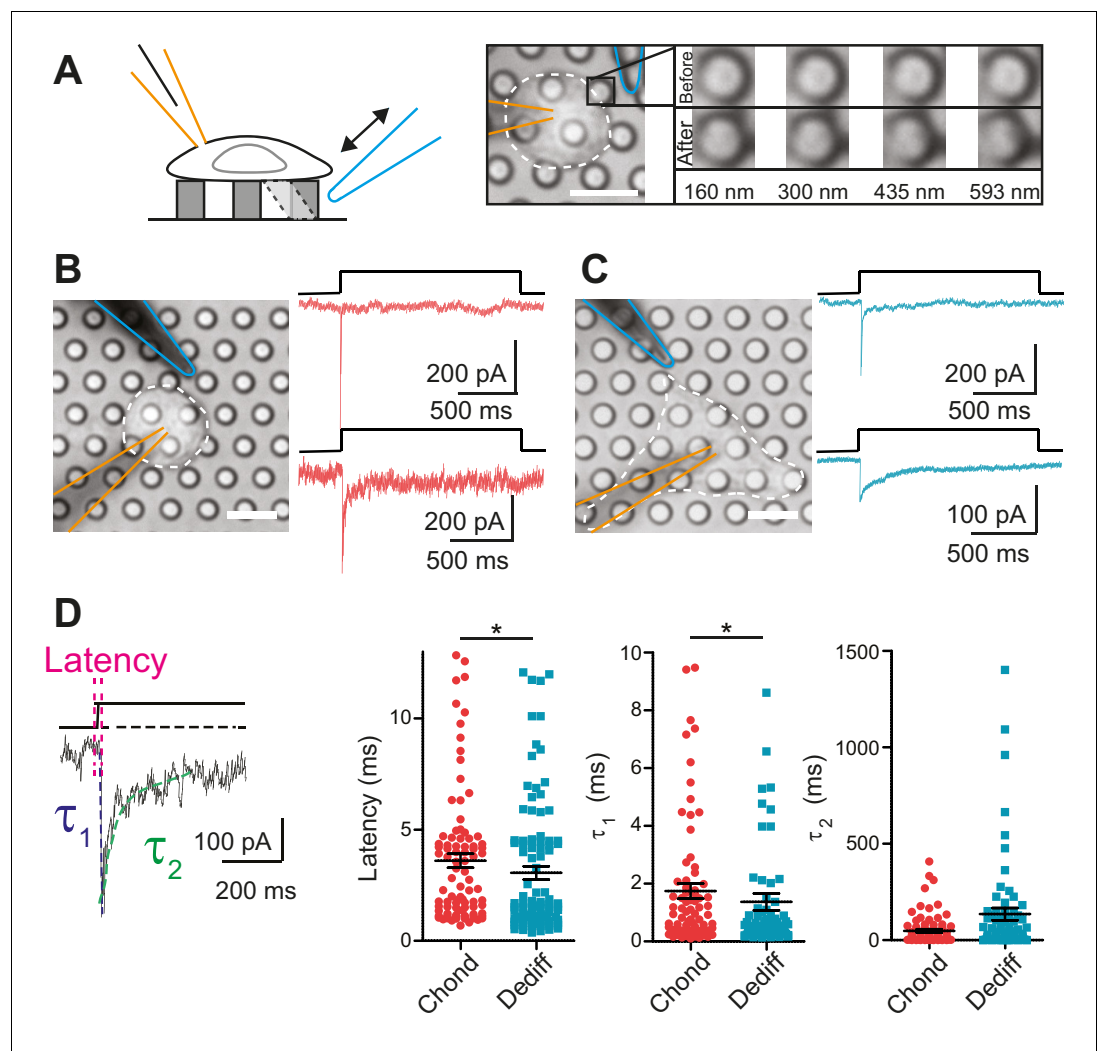 A
Before
After
160 nm 300 nm 435 nm 593 nm
B
200 pA
500 ms
200 pA
500 ms
C
200 pA
500 ms
100 pA
500 ms
D
Latency
τ1
τ2
100 pA
200 ms
*
Latency (ms)
10
5
0
Chond
Dediff
*
τ1 (ms)
10
8
6
4
2
0
Chond
Dediff
τ2 (ms)
1500
1000
500
0
Chond
Dediff